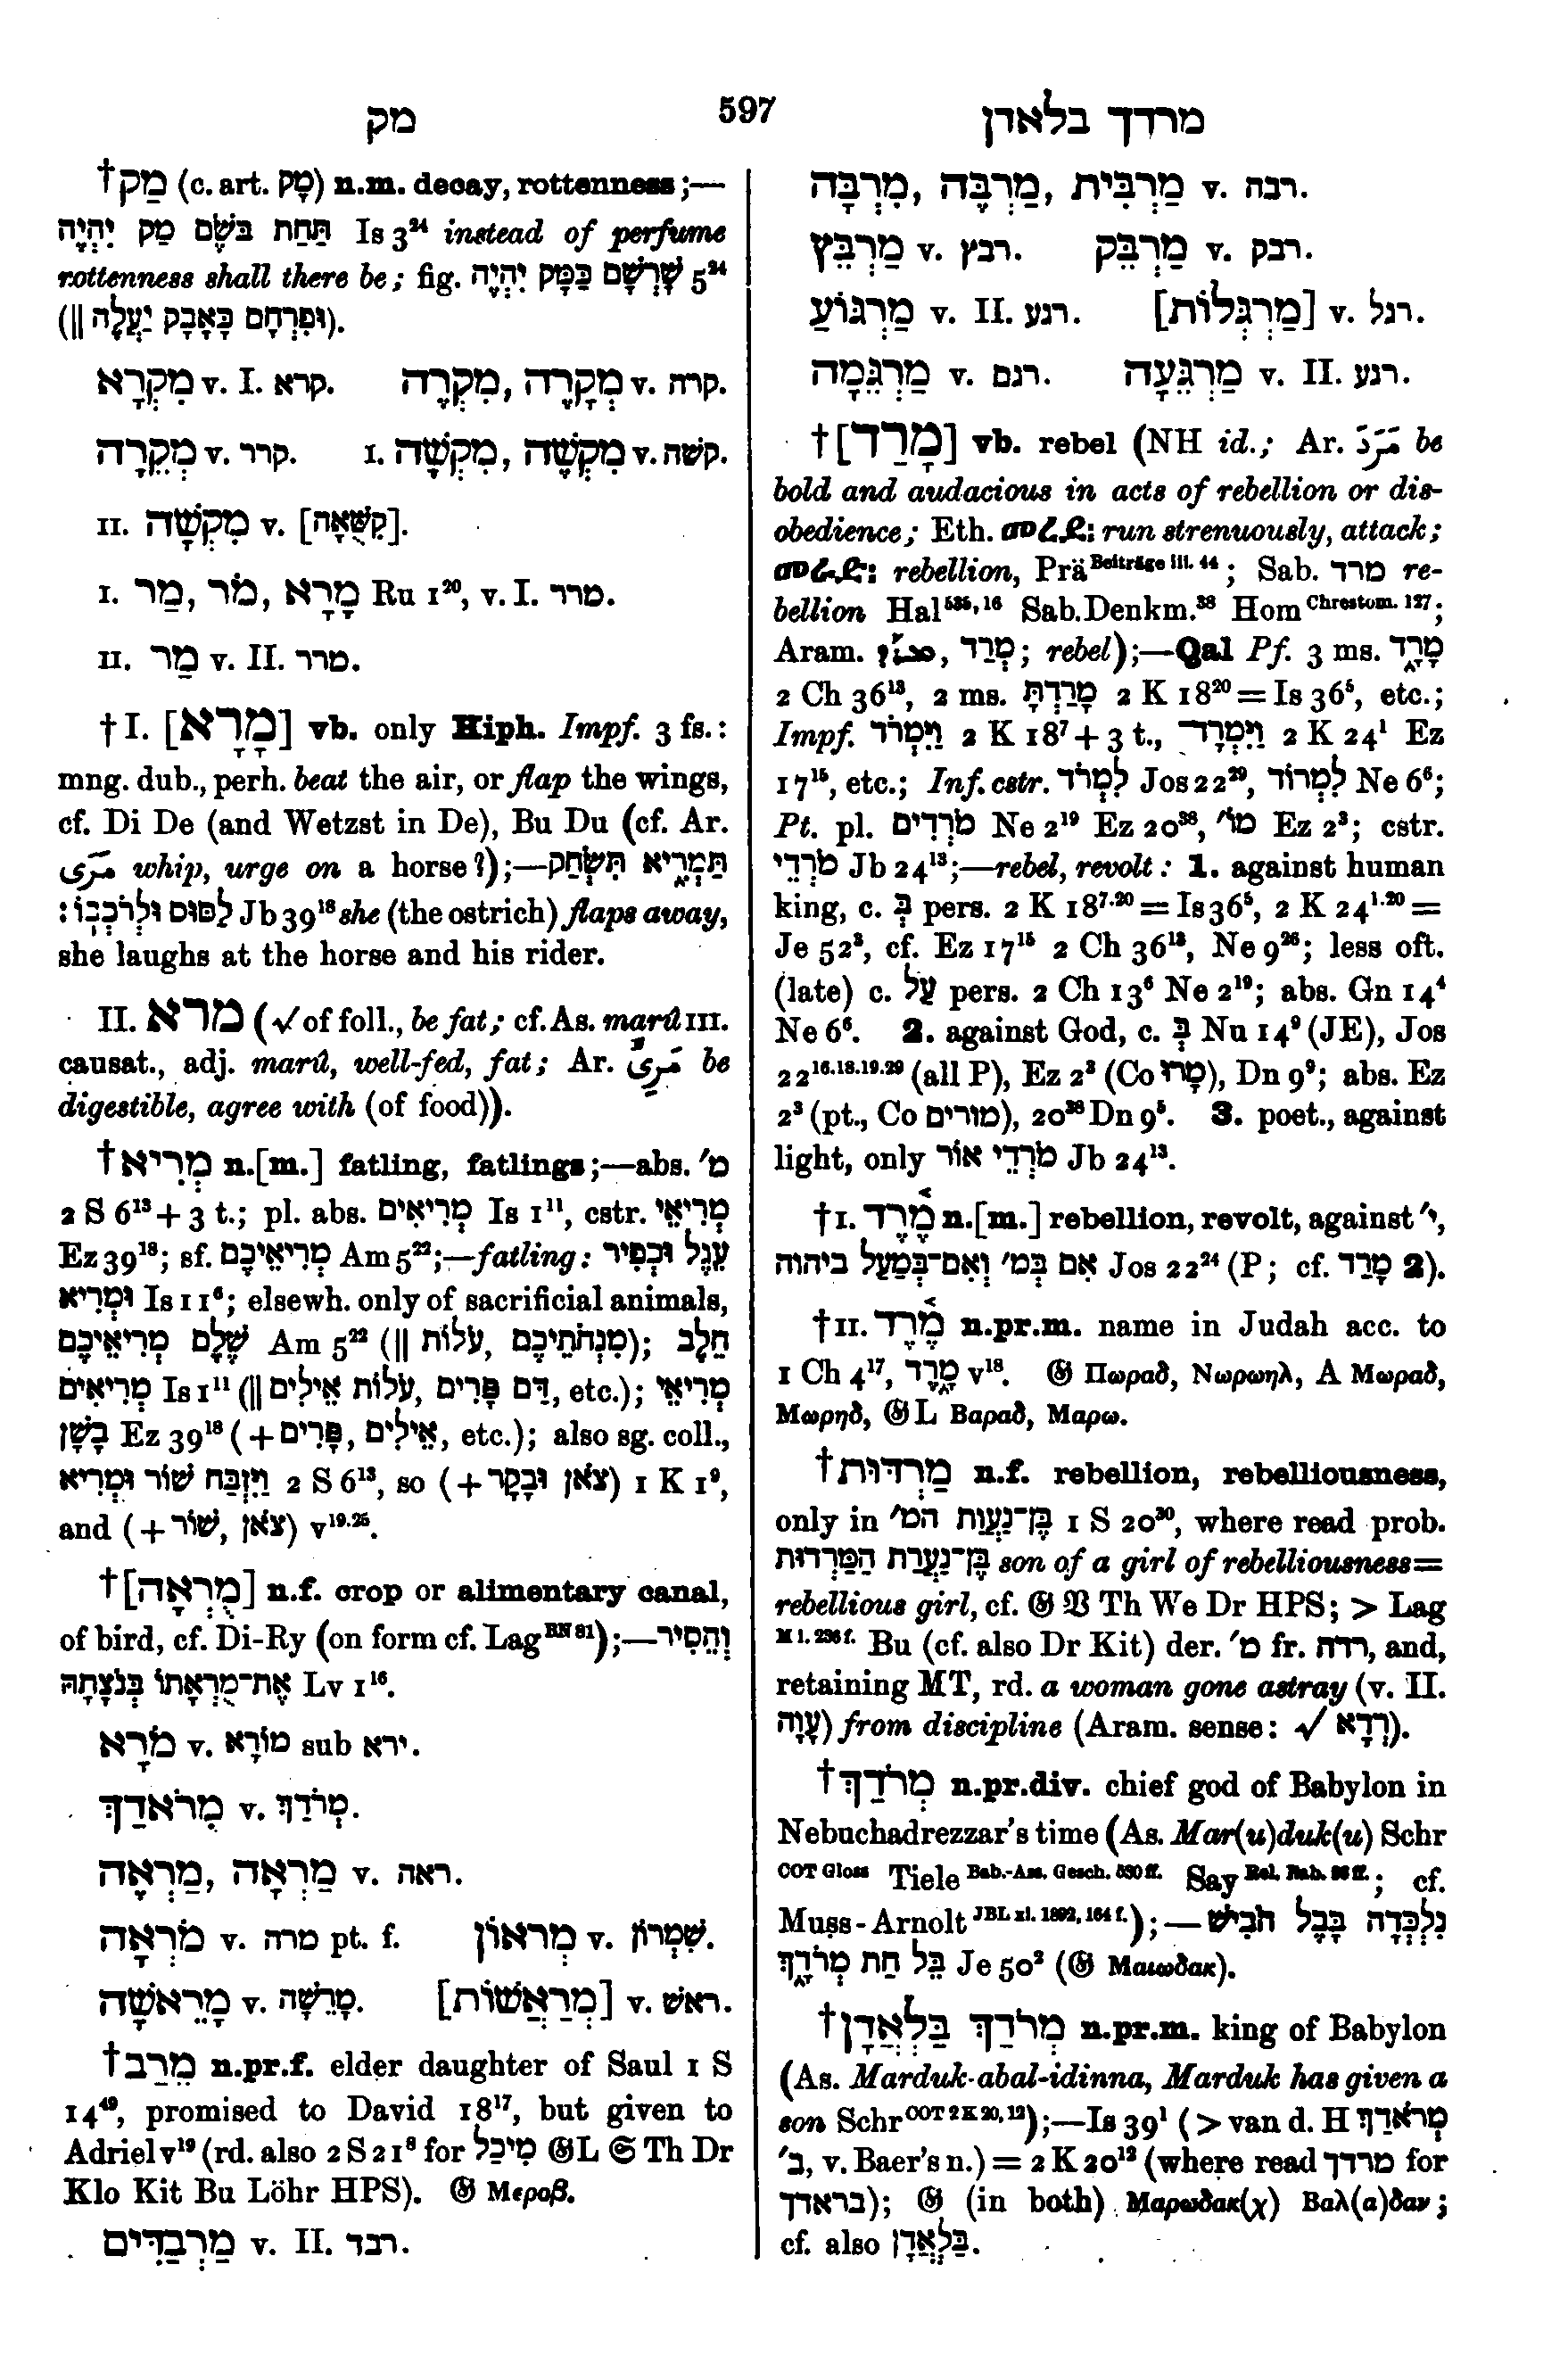 מק
597
מרדך בלאדן
†מַק (c. art. מָק) n.m. decay, rottenness;—
תַּחַת בּשֶׂם מַק יִהְיֶה Is 3²⁴ instead of perfume
rottenness shall there be; fig. שָׁרְשָׁם כַּמָּק יִהְיֶה 5²⁴
(‖ וּפִרְחָם כָּאָבָק יַעֲלֶה).
מִקְרָא v. I. קרא. מִקְרֶה, מְקָרֶה v. קרה.
מְקֵרָה v. קרר. I. מִקְשָׁה, מִקְשֶׁה v. קשה.
II. מִקְשָׁה v. [קִשֻּׁאָה].
I. מַר, מֹר, מָרָא Ru 1²⁰, v. I. מרר.
II. מַר v. II. מרר.
†I. [מָרָא] vb. only Hiph. Impf. 3 fs.:
mng. dub., perh. beat the air, or flap the wings,
cf. Di De (and Wetzst in De), Bu Du (cf. Ar.
مَرَى whip, urge on a horse?);—תַּמְרִיא תִּשְׂחַק
לַסּוּס וּלְרֹכְבוֹ: Jb 39¹⁸ she (the ostrich) flaps away,
she laughs at the horse and his rider.
II. מרא (√ of foll., be fat; cf. As. marû III.
causat., adj. marû, well-fed, fat; Ar. be
digestible, agree with (of food)).
†מְרִיא n.[m.] fatling, fatlings;—abs. מ׳
2 S 6¹³ + 3 t.; pl. abs. מְרִיאִים Is 1¹¹, cstr. מְרִיאֵי
Ez 39¹⁸; sf. מְרִיאֵיכֶם Am 5²²;—fatling: עֵגֶל וּכְפִיר
וּמְרִיא Is 11⁶; elsewh. only of sacrificial animals,
שֶׁלֶם מְרִיאֵיכֶם Am 5²² (‖ עֹלוֹת, מִנְחֹתֵיכֶם); חֵלֶב
מְרִיאִים Is 1¹¹ (‖ עֹלוֹת אֵילִים, דַּם פָּרִים, etc.); מְרִיאֵי
בָשָׁן Ez 39¹⁸ (+ אֵילִים, פָּרִים, etc.); also sg. coll.,
וַיִּזְבַּח שׁוֹר וּמְרִיא 2 S 6¹³, so (+ צֹאן וּבָקָר) 1 K 1⁹,
and (+ צֹאן, שׁוֹר) v¹⁹·²⁵.
†[מֻרְאָה] n.f. crop or alimentary canal,
of bird, cf. Di-Ry (on form cf. Lag ᴮᴺ ⁸¹);—וְהֵסִיר
אֶת־מֻרְאָתוֹ בְּנֹצָתָהּ Lv 1¹⁶.
מֹרָא v. מוֹרָא sub ירא.
מְרֹאדַךְ v. מְרֹדַךְ.
מַרְאָה, מַרְאֶה v. ראה.
מֹרְאָה v. מרה pt. f. מְראוֹן v. שִׁמְרוֹן.
מָרֵאשָׁה v. מָרֵשָׁה. [מְרַאֲשׁוֹת] v. ראשׁ.
†מֵרַב n.pr.f. elder daughter of Saul 1 S
14⁴⁹, promised to David 18¹⁷, but given to
Adriel v¹⁹ (rd. also 2 S 21⁸ for מִיכַל 𝔊L 𝔖 Th Dr
Klo Kit Bu Löhr HPS). 𝔊 Μεροβ.
מַרְבַדִּים v. II. רבד.
מִרְבָּה, מַרְבֶּה, מַרְבִּית v. רבה.
מַרְבֵּץ v. רבץ. מַרְבֵּק v. רבק.
מַרְגּוֹעַ v. II. רגע. [מַרְגְּלוֹת] v. רגל.
מַרְגֵּמָה v. רגם. מַרְגֵּעָה v. II. רגע.
†[מָרַד] vb. rebel (NH id.; Ar. مَرَدَ be
bold and audacious in acts of rebellion or dis-
obedience; Eth. መረደ፡ run strenuously, attack;
rebellion, Prä Beiträge iii. 44; Sab. מרד re-
bellion Hal ⁵³⁵, ¹⁶ Sab.Denkm.³⁸ Hom Chrestom. 127;
Aram. ܡܪܕ, מְרַד; rebel);—Qal Pf. 3 ms. מָרָד
2 Ch 36¹³, 2 ms. מָרַדְתָּ 2 K 18²⁰ = Is 36⁵, etc.;
Impf. וַיִּמְרֹד 2 K 18⁷ + 3 t., וַיִּמְרָד־ 2 K 24¹ Ez
17¹⁵, etc.; Inf. cstr. לִמְרֹד Jos 22²⁹, לִמְרוֹד Ne 6⁶;
Pt. pl. מֹרְדִים Ne 2¹⁹ Ez 20³⁸, מוֹ׳ Ez 2³; cstr.
מֹרְדֵי Jb 24¹³;—rebel, revolt: 1. against human
king, c. בְּ pers. 2 K 18⁷·²⁰ = Is 36⁵, 2 K 24¹·²⁰ =
Je 52³, cf. Ez 17¹⁵ 2 Ch 36¹³, Ne 9²⁶; less oft.
(late) c. עַל pers. 2 Ch 13⁶ Ne 2¹⁹; abs. Gn 14⁴
Ne 6⁶. 2. against God, c. בְּ Nu 14⁹ (JE), Jos
22¹⁶·¹⁸·¹⁹·²⁹ (all P), Ez 2³ (Co מָרוּ), Dn 9⁹; abs. Ez
2³ (pt., Co מורים), 20³⁸ Dn 9⁵. 3. poet., against
light, only מֹרְדֵי אוֹר Jb 24¹³.
†I. מֶרֶד n.[m.] rebellion, revolt, against י׳,
אִם בְּמ׳ וְאִם־בְּמַעַל ביהוה Jos 22²⁴ (P; cf. מָרַד 2).
†II. מֶרֶד n.pr.m. name in Judah acc. to
1 Ch 4¹⁷, מָרֶד v¹⁸. 𝔊 Πωραδ, Νωρωηλ, A Μωραδ,
Μωρηδ, 𝔊L Βαραδ, Μαρω.
†מַרְדּוּת n.f. rebellion, rebelliousness,
only in בֶּן־נַעֲוַת המ׳ 1 S 20³⁰, where read prob.
בֶּן־נַעֲרַת הַמַּרְדּוּת son of a girl of rebelliousness=
rebellious girl, cf. 𝔊 𝔙 Th We Dr HPS; > Lag
M i. 236 f. Bu (cf. also Dr Kit) der. מ׳ fr. רדה, and,
retaining MT, rd. a woman gone astray (v. II.
עָוָה) from discipline (Aram. sense: √ רְדָא).
†מְרֹדַךְ n.pr.div. chief god of Babylon in
Nebuchadrezzar's time (As. Mar(u)duk(u) Schr
COT Gloss Tiele Bab.-Ass. Gesch. 530 ff. Say Rel. Bab. 96 ff.; cf.
Muss-Arnolt JBL xi. 1892, 164 f.);—נִלְכְּדָה בָבֶל הֹבִישׁ
בֵּל חַת מְרֹדָךְ Je 50² (𝔊 Μαιωδακ).
†מְרֹדַךְ בַּלְאֲדָן n.pr.m. king of Babylon
(As. Marduk-abal-idinna, Marduk has given a
son Schr COT 2 K 20, 12);—Is 39¹ (> van d. H מְרֹאדַךְ
ב׳, v. Baer's n.) = 2 K 20¹² (where read מרדך for
בראדך); 𝔊 (in both) Μαρωδακ(χ) Βαλ(α)δαν;
cf. also בַּלְאֲדָן.